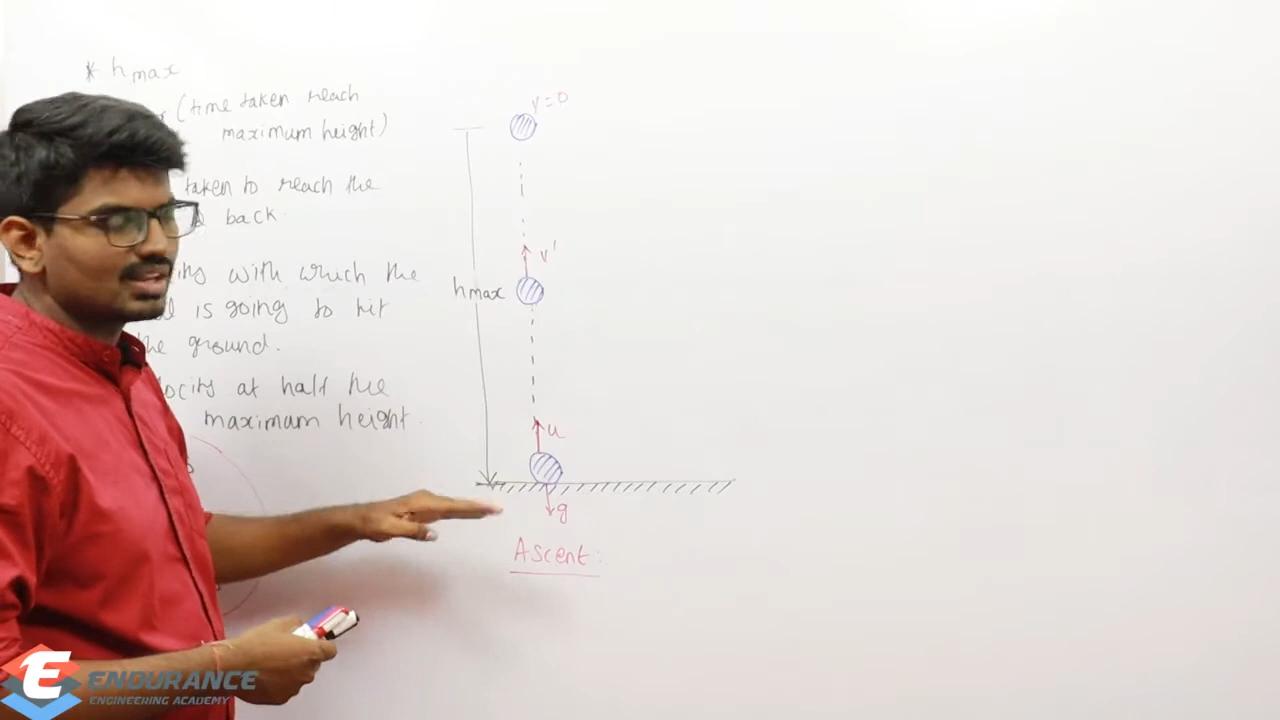 * hmax
(time taken reach
maximum height)
taken to reach the
back.
with which the
is going to hit
the ground.
at half the
maximum height.
v=0
v'
hmax
u
g
Ascent:
ENDURANCE
ENGINEERING ACADEMY